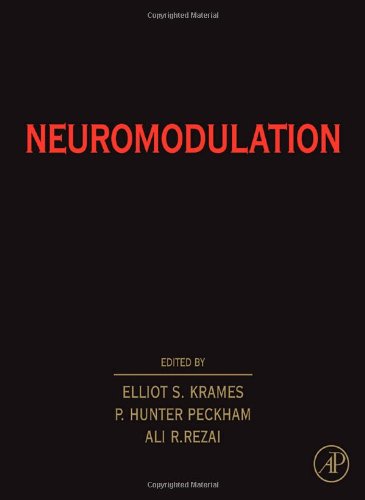 Copyrighted Material
NEUROMODULATION
EDITED BY
ELLIOT S. KRAMES
P. HUNTER PECKHAM
ALI R.REZAI
AP
Copyrighted Material